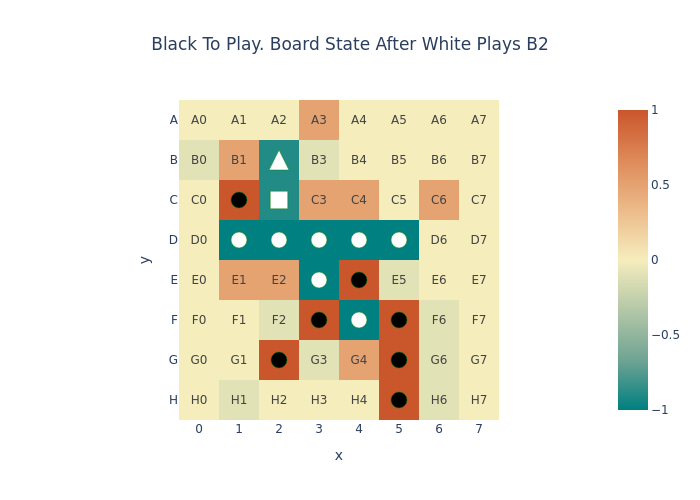 Black To Play. Board State After White Plays B2
A A0 A1 A2 A3 A4 A5 A6 A7
B B0 B1 B3 B4 B5 B6 B7
C C0 C3 C4 C5 C6 C7
D D0 D6 D7
E E0 E1 E2 E5 E6 E7
F F0 F1 F2 F6 F7
G G0 G1 G3 G4 G6 G7
H H0 H1 H2 H3 H4 H6 H7
0 1 2 3 4 5 6 7
x
y
1
0.5
0
−0.5
−1